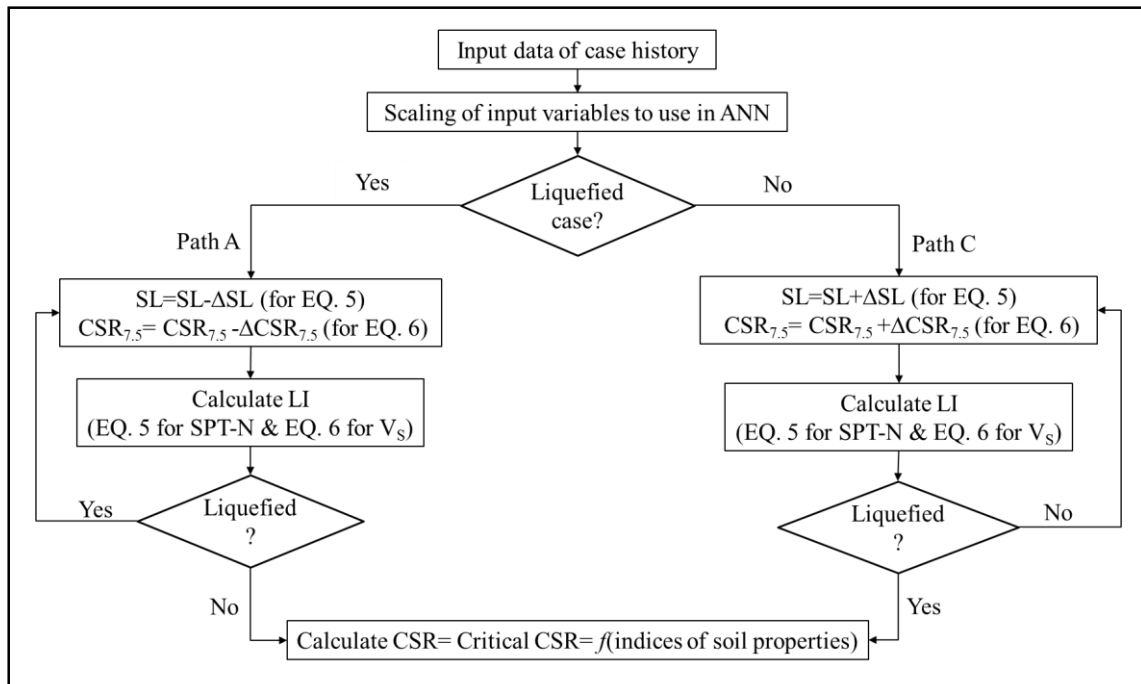 Input data of case history
Scaling of input variables to use in ANN
Liquefied
case?
Yes
No
Path A
SL=SL-ΔSL (for EQ. 5)
CSR7.5= CSR7.5 -ΔCSR7.5 (for EQ. 6)
Calculate LI
(EQ. 5 for SPT-N & EQ. 6 for VS)
Liquefied
?
Yes
No
Path C
SL=SL+ΔSL (for EQ. 5)
CSR7.5= CSR7.5 +ΔCSR7.5 (for EQ. 6)
Calculate LI
(EQ. 5 for SPT-N & EQ. 6 for VS)
Liquefied
?
No
Yes
Calculate CSR= Critical CSR= f(indices of soil properties)